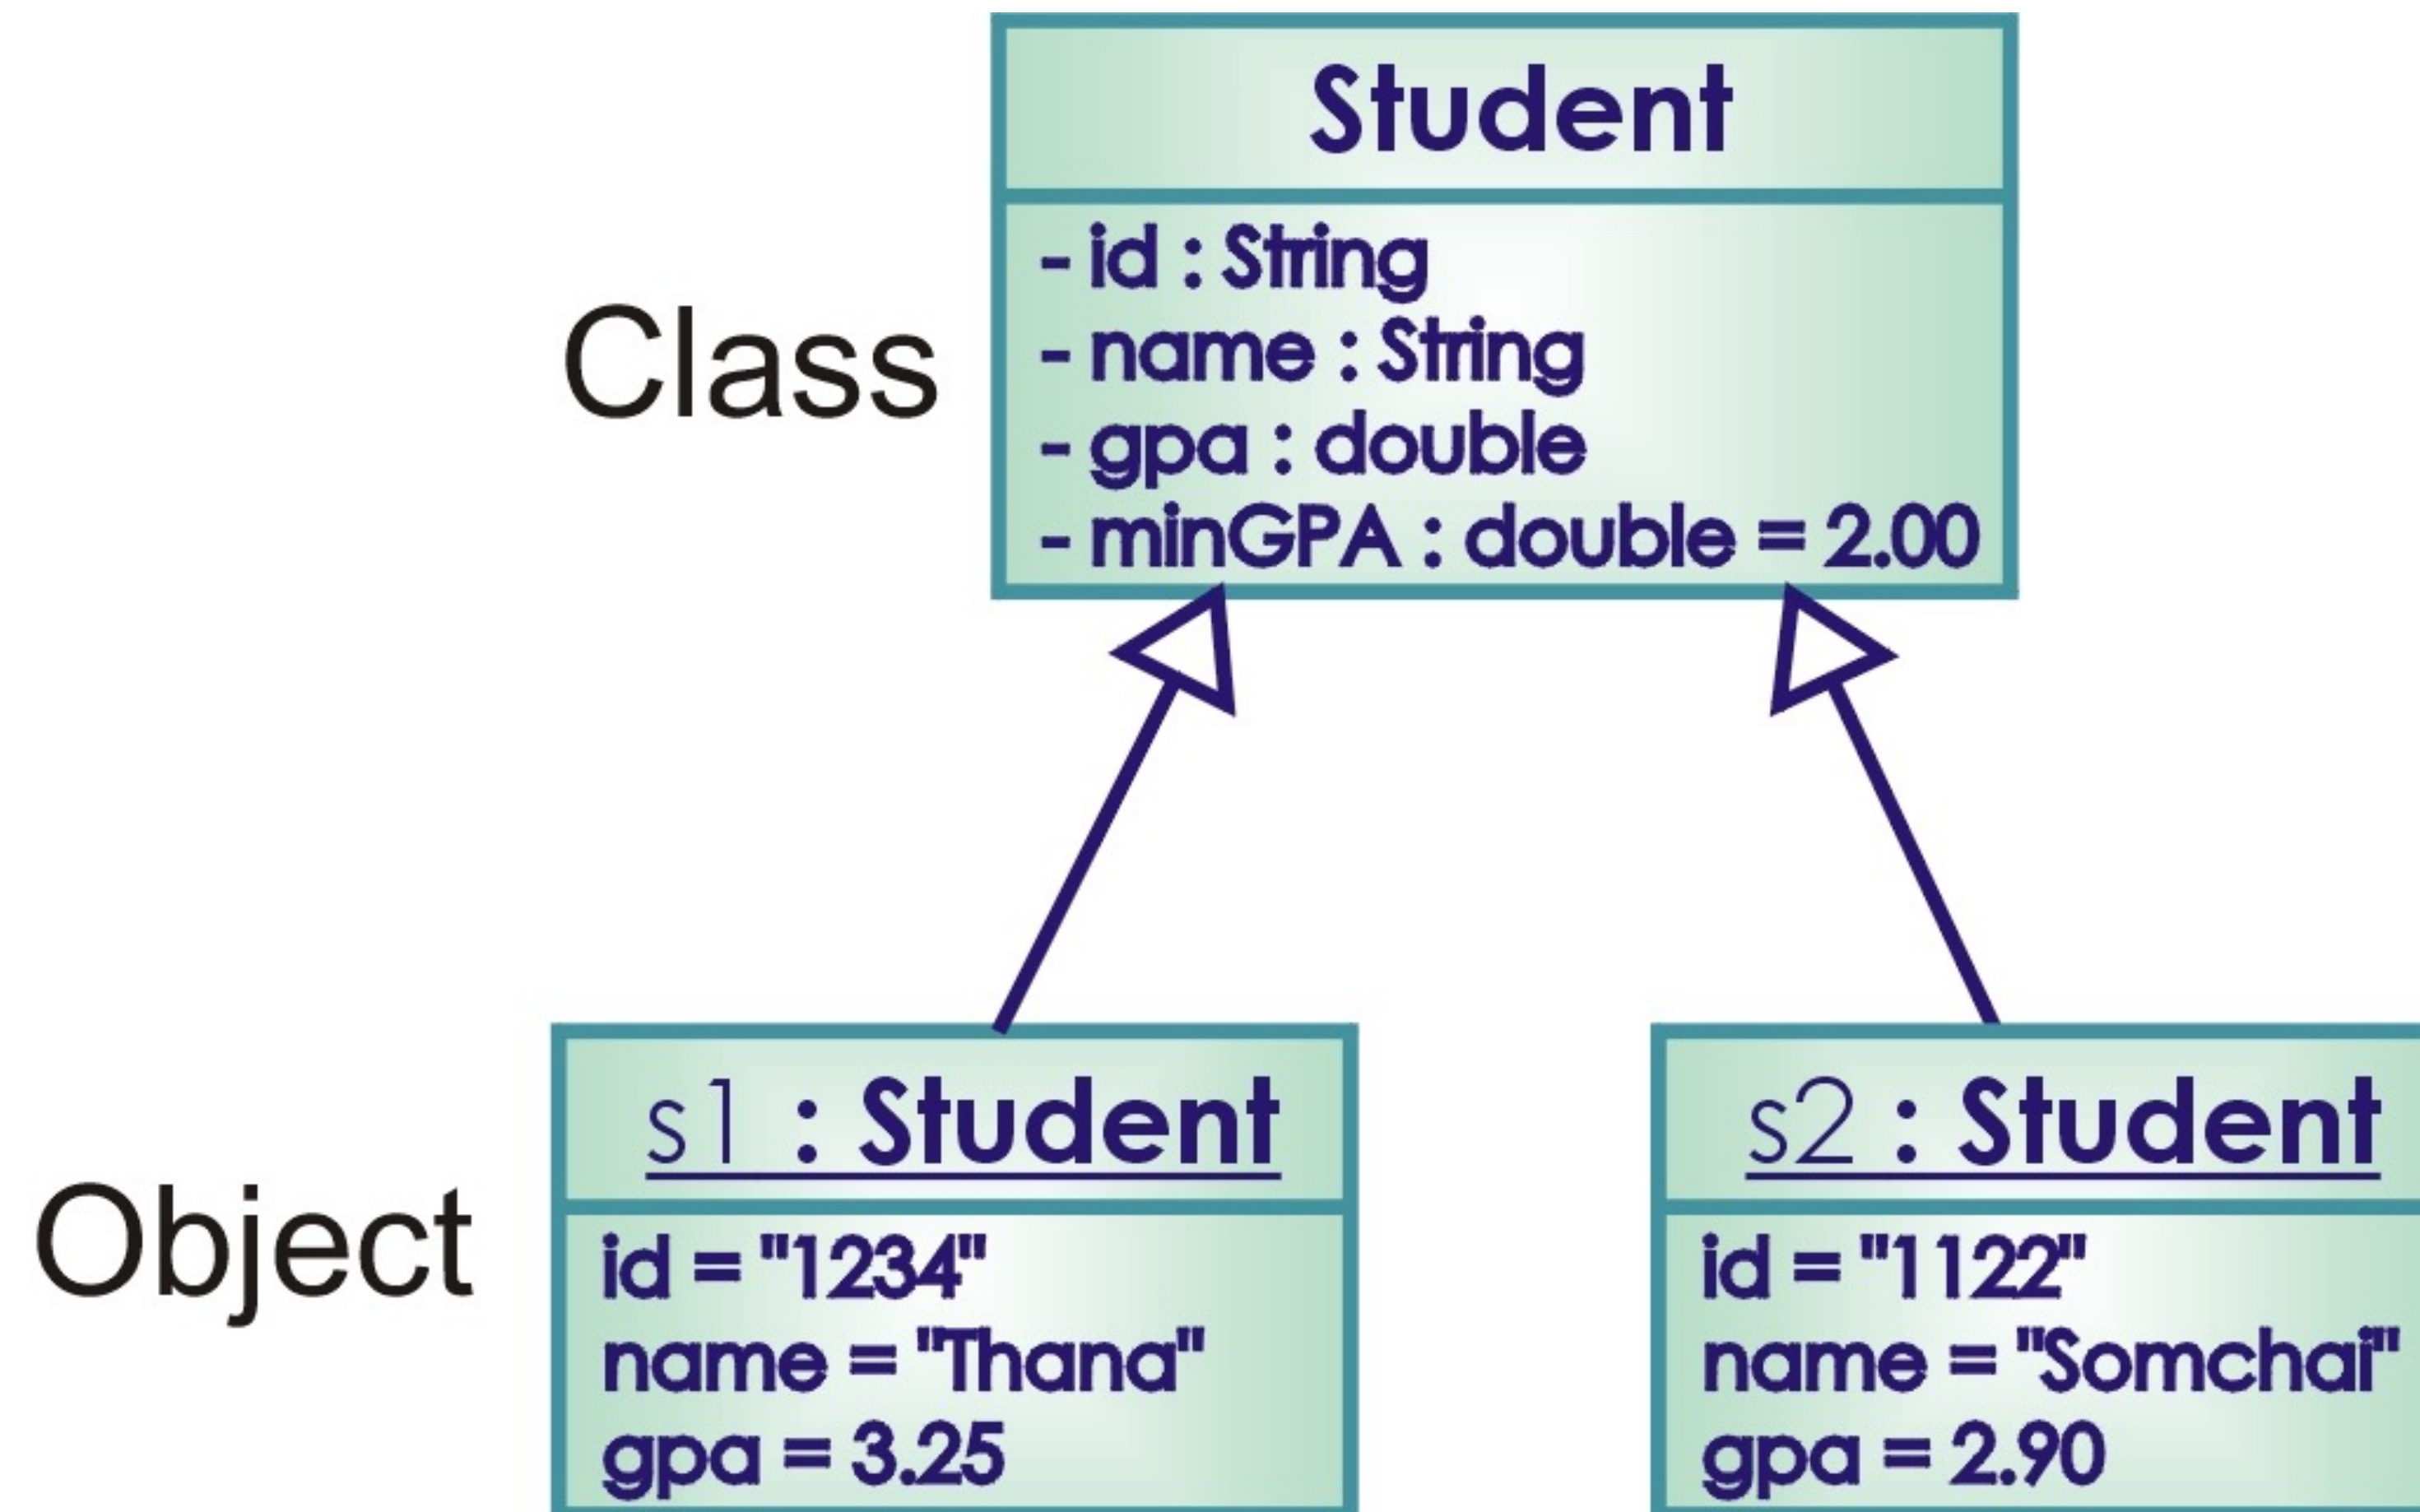 Student
Class
- id : String
- name : String
- gpa : double
- minGPA : double = 2.00
Object
s1 : Student
id = "1234"
name = "Thana"
gpa = 3.25
s2 : Student
id = "1122"
name = "Somchai"
gpa = 2.90